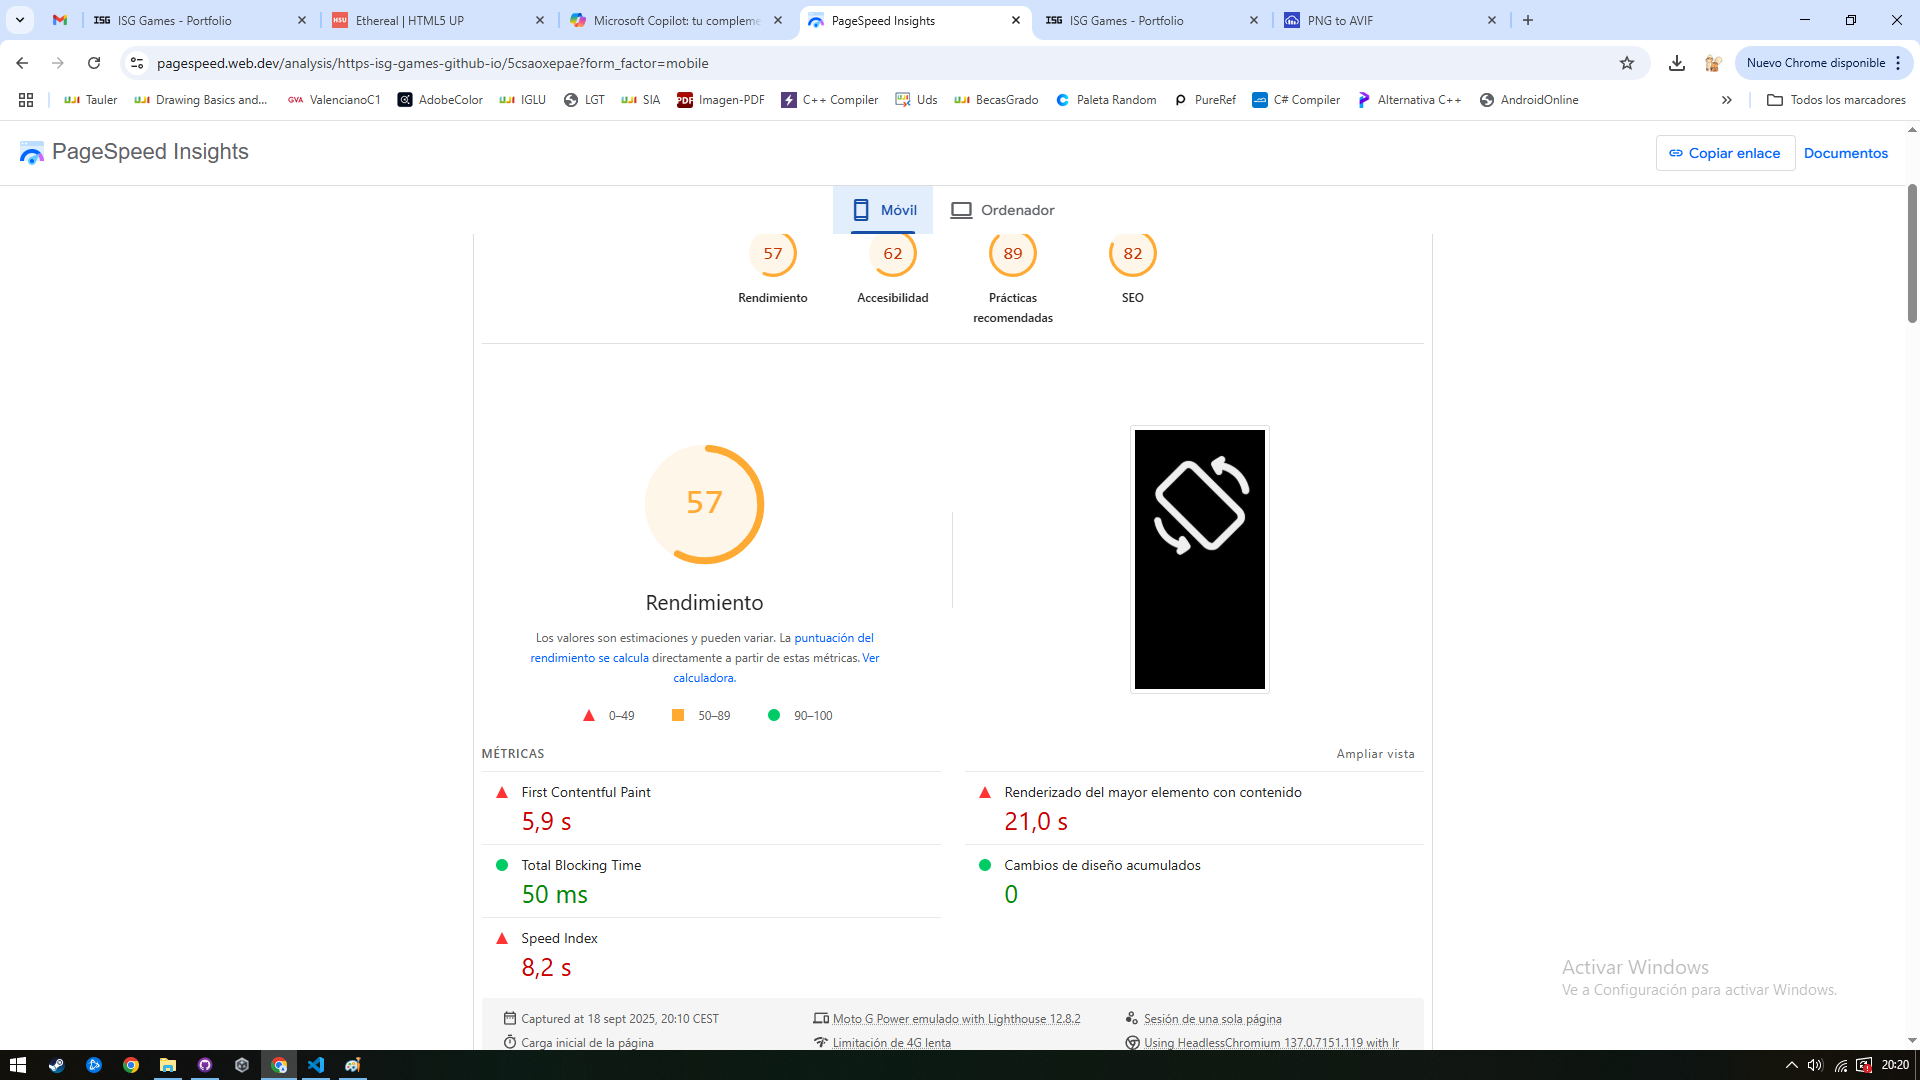 ISG ISG Games - Portfolio
HSU Ethereal | HTML5 UP
Microsoft Copilot: tu compleme
PageSpeed Insights
ISG ISG Games - Portfolio
PNG to AVIF
pagespeed.web.dev/analysis/https-isg-games-github-io/5csaoxepae?form_factor=mobile
Nuevo Chrome disponible
Tauler
Drawing Basics and...
GVA ValencianoC1
AdobeColor
IGLU
LGT
SIA
PDF Imagen-PDF
C++ Compiler
Uds
BecasGrado
Paleta Random
PureRef
C# Compiler
Alternativa C++
AndroidOnline
Todos los marcadores
PageSpeed Insights
Copiar enlace
Documentos
Móvil
Ordenador
57
62
89
82
Rendimiento
Accesibilidad
Prácticas
recomendadas
SEO
57
Rendimiento
Los valores son estimaciones y pueden variar. La puntuación del
rendimiento se calcula directamente a partir de estas métricas. Ver
calculadora.
0–49
50–89
90–100
MÉTRICAS
Ampliar vista
First Contentful Paint
5,9 s
Renderizado del mayor elemento con contenido
21,0 s
Total Blocking Time
50 ms
Cambios de diseño acumulados
0
Speed Index
8,2 s
Activar Windows
Ve a Configuración para activar Windows.
Captured at 18 sept 2025, 20:10 CEST
Moto G Power emulado with Lighthouse 12.8.2
Sesión de una sola página
Carga inicial de la página
Limitación de 4G lenta
Using HeadlessChromium 137.0.7151.119 with lr
20:20